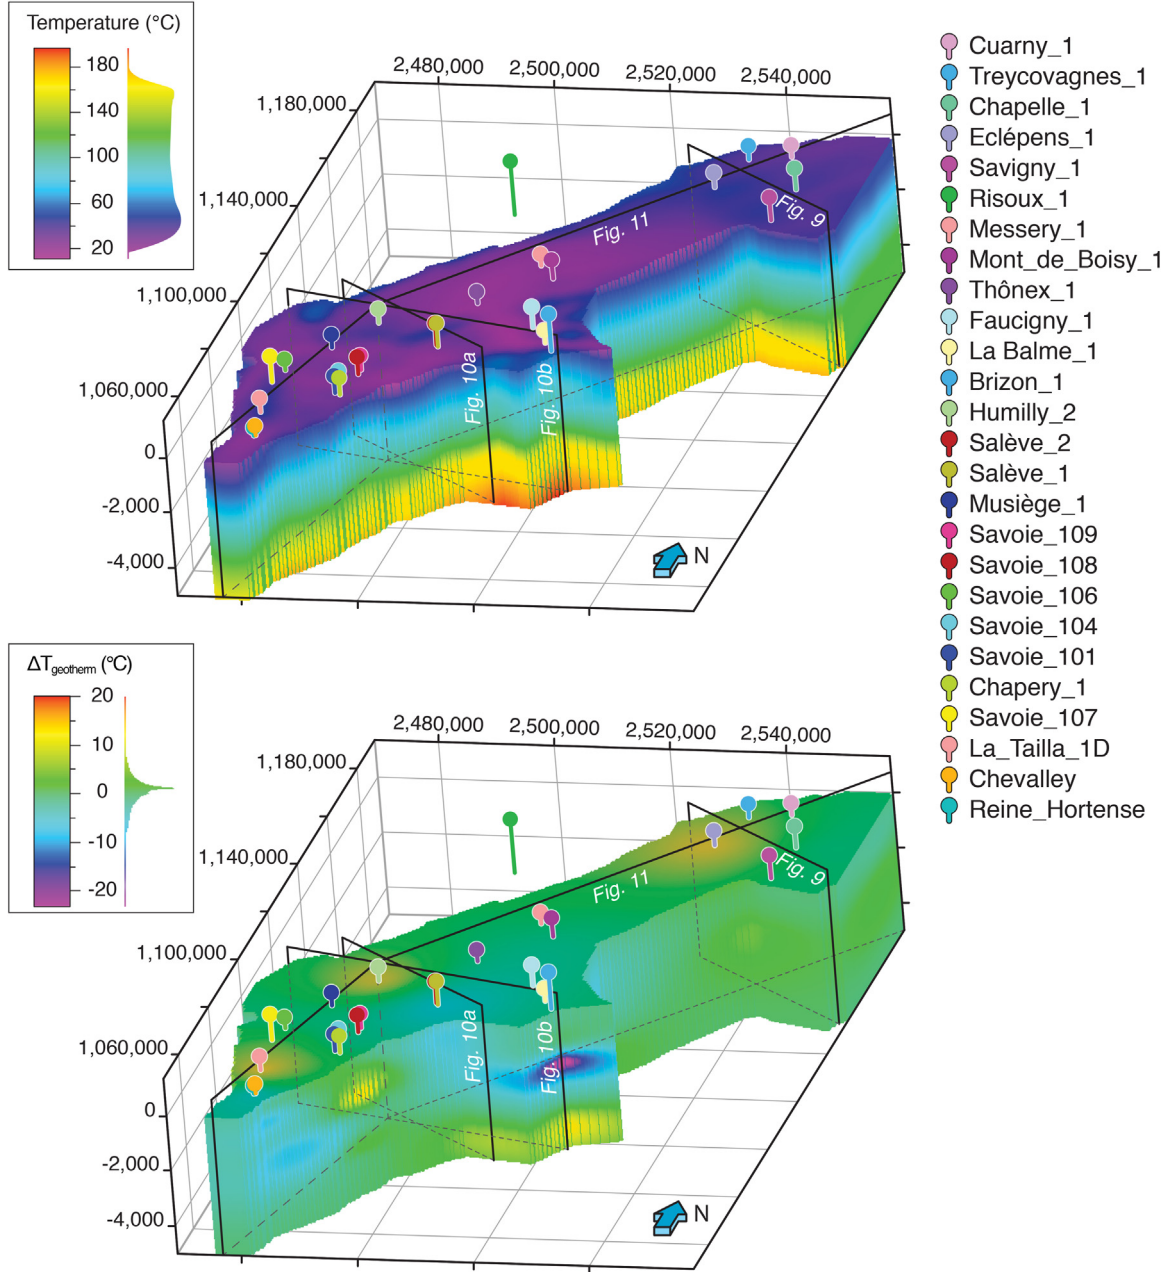 Temperature (°C)
180
140
100
60
20
2,480,000
2,500,000
2,520,000
2,540,000
1,180,000
1,140,000
1,100,000
1,060,000
0
-2,000
-4,000
Fig. 11
Fig. 9
Fig. 10a
Fig. 10b
N
Cuarny_1
Treycovagnes_1
Chapelle_1
Eclépens_1
Savigny_1
Risoux_1
Messery_1
Mont_de_Boisy_1
Thônex_1
Faucigny_1
La Balme_1
Brizon_1
Humilly_2
Salève_2
Salève_1
Musiège_1
Savoie_109
Savoie_108
Savoie_106
Savoie_104
Savoie_101
Chapery_1
Savoie_107
La_Tailla_1D
Chevalley
Reine_Hortense
ΔTgeotherm (°C)
20
10
0
-10
-20
2,480,000
2,500,000
2,520,000
2,540,000
1,180,000
1,140,000
1,100,000
1,060,000
0
-2,000
-4,000
Fig. 11
Fig. 9
Fig. 10a
Fig. 10b
N